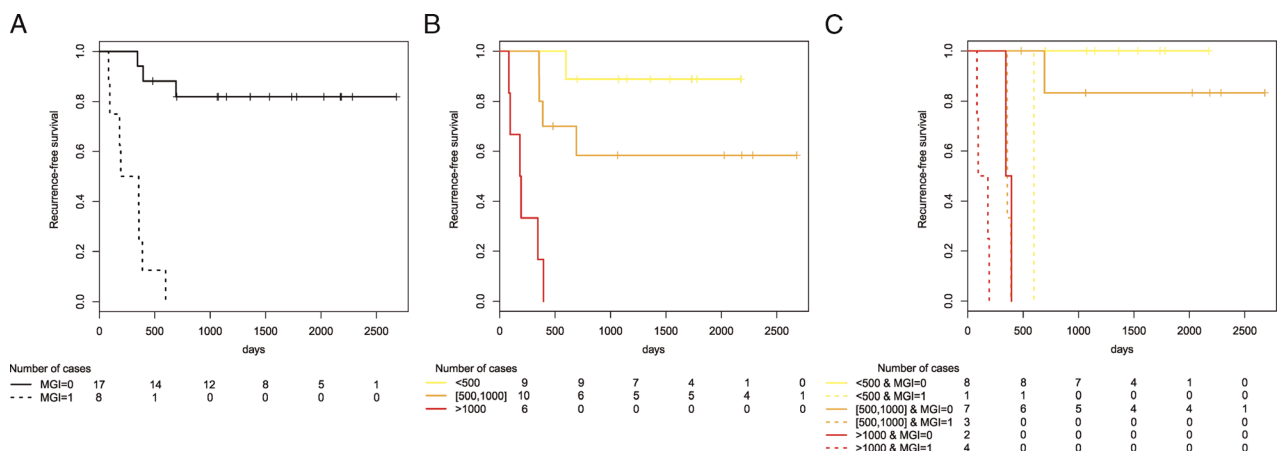 A
Recurrence-free survival
1.0
0.8
0.6
0.4
0.2
0.0
0 500 1000 1500 2000 2500
days
Number of cases
MGI=0 17 14 12 8 5 1
MGI=1 8 1 0 0 0 0
B
Recurrence-free survival
1.0
0.8
0.6
0.4
0.2
0.0
0 500 1000 1500 2000 2500
days
Number of cases
<500 9 9 7 4 1 0
[500,1000] 10 6 5 5 4 1
>1000 6 0 0 0 0 0
C
Recurrence-free survival
1.0
0.8
0.6
0.4
0.2
0.0
0 500 1000 1500 2000 2500
days
Number of cases
<500 & MGI=0 8 8 7 4 1 0
<500 & MGI=1 1 1 0 0 0 0
[500,1000] & MGI=0 7 6 5 4 4 1
[500,1000] & MGI=1 3 0 0 0 0 0
>1000 & MGI=0 2 0 0 0 0 0
>1000 & MGI=1 4 0 0 0 0 0